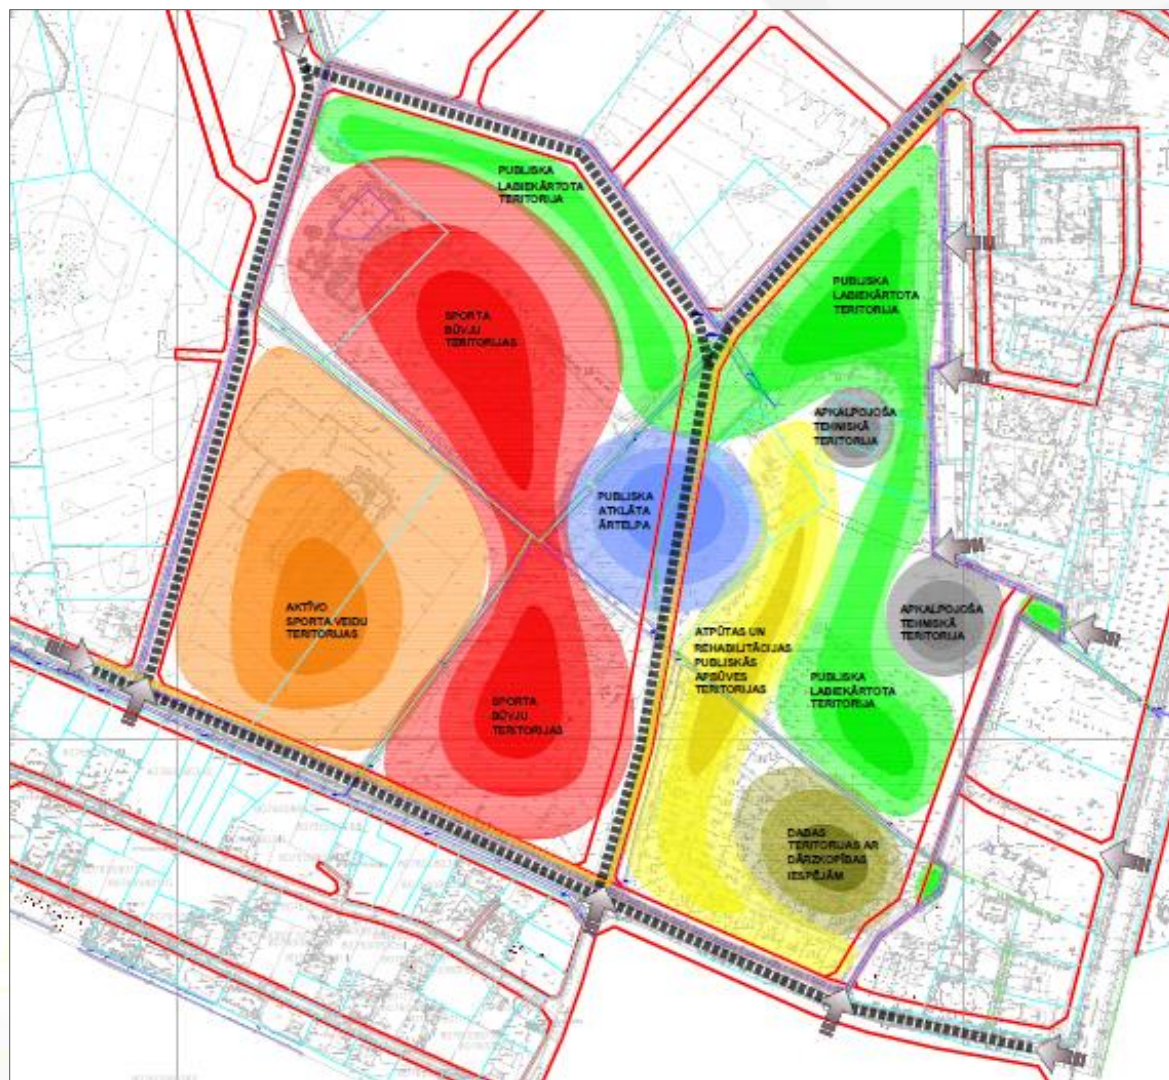 PUBLISKA
LABIEKĀRTOTA
TERITORIJA
PUBLISKA
LABIEKĀRTOTA
TERITORIJA
SPORTA
BŪVJU
TERITORIJAS
APKALPOJOŠA
TEHNISKĀ
TERITORIJA
PUBLISKA
ATKLĀTA
ĀRTELPA
AKTĪVO
SPORTA VEIDU
TERITORIJAS
APKALPOJOŠA
TEHNISKĀ
TERITORIJA
ATPŪTAS UN
REHABILITĀCIJAS
PUBLISKĀS
APBŪVES
TERITORIJAS
PUBLISKA
LABIEKĀRTOTA
TERITORIJA
SPORTA
BŪVJU
TERITORIJAS
DABAS
TERITORIJAS AR
DĀRZKOPĪBAS
IESPĒJĀM